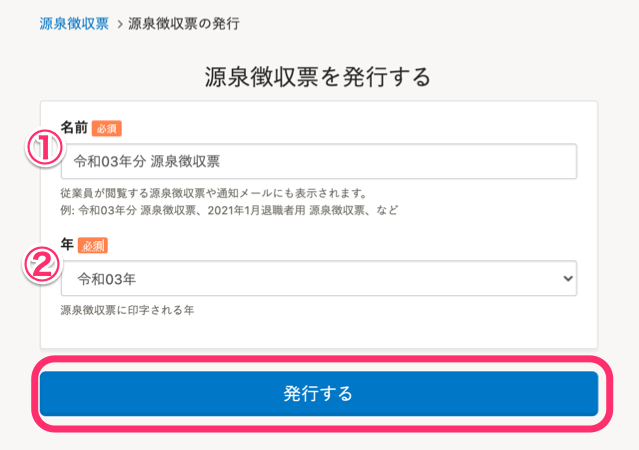 源泉徴収票 > 源泉徴収票の発行
源泉徴収票を発行する
① 名前 必須
令和03年分 源泉徴収票
従業員が閲覧する源泉徴収票や通知メールにも表示されます。
例: 令和03年分 源泉徴収票、2021年1月退職者用 源泉徴収票、など
② 年 必須
令和03年
源泉徴収票に印字される年
発行する